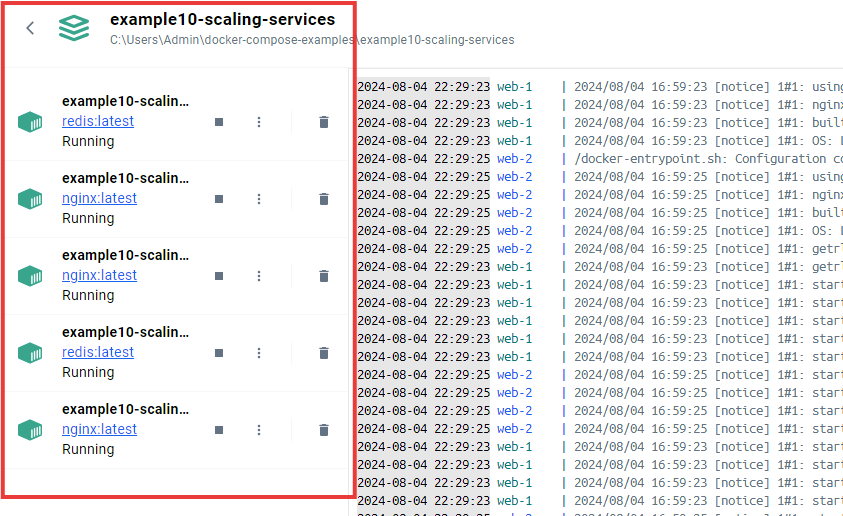 example10-scaling-services
C:\Users\Admin\docker-compose-examples\example10-scaling-services
example10-scalin...
redis:latest
Running
example10-scalin...
nginx:latest
Running
example10-scalin...
nginx:latest
Running
example10-scalin...
redis:latest
Running
example10-scalin...
nginx:latest
Running
2024-08-04 22:29:23 web-1 | 2024/08/04 16:59:23 [notice] 1#1: using
2024-08-04 22:29:23 web-1 | 2024/08/04 16:59:23 [notice] 1#1: nginx
2024-08-04 22:29:23 web-1 | 2024/08/04 16:59:23 [notice] 1#1: built
2024-08-04 22:29:23 web-1 | 2024/08/04 16:59:23 [notice] 1#1: OS:
2024-08-04 22:29:23 web-2 | /docker-entrypoint.sh: Configuration co
2024-08-04 22:29:25 web-2 | 2024/08/04 16:59:25 [notice] 1#1: using
2024-08-04 22:29:25 web-2 | 2024/08/04 16:59:25 [notice] 1#1: nginx
2024-08-04 22:29:25 web-2 | 2024/08/04 16:59:25 [notice] 1#1: built
2024-08-04 22:29:25 web-2 | 2024/08/04 16:59:25 [notice] 1#1: OS:
2024-08-04 22:29:25 web-2 | 2024/08/04 16:59:25 [notice] 1#1: getrl
2024-08-04 22:29:23 web-1 | 2024/08/04 16:59:23 [notice] 1#1: getrl
2024-08-04 22:29:23 web-1 | 2024/08/04 16:59:23 [notice] 1#1: start
2024-08-04 22:29:23 web-1 | 2024/08/04 16:59:23 [notice] 1#1: start
2024-08-04 22:29:23 web-1 | 2024/08/04 16:59:23 [notice] 1#1: start
2024-08-04 22:29:23 web-1 | 2024/08/04 16:59:23 [notice] 1#1: start
2024-08-04 22:29:23 web-1 | 2024/08/04 16:59:23 [notice] 1#1: start
2024-08-04 22:29:25 web-2 | 2024/08/04 16:59:25 [notice] 1#1: start
2024-08-04 22:29:25 web-2 | 2024/08/04 16:59:25 [notice] 1#1: start
2024-08-04 22:29:25 web-2 | 2024/08/04 16:59:25 [notice] 1#1: start
2024-08-04 22:29:25 web-2 | 2024/08/04 16:59:25 [notice] 1#1: start
2024-08-04 22:29:23 web-1 | 2024/08/04 16:59:23 [notice] 1#1: start
2024-08-04 22:29:23 web-1 | 2024/08/04 16:59:23 [notice] 1#1: start
2024-08-04 22:29:23 web-1 | 2024/08/04 16:59:23 [notice] 1#1: start
2024-08-04 22:29:23 web-1 | 2024/08/04 16:59:23 [notice] 1#1: start